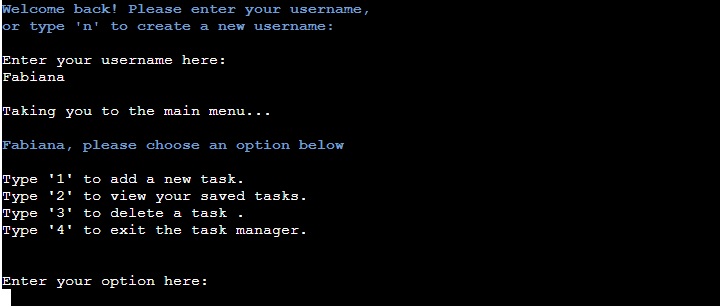 Welcome back! Please enter your username,
or type 'n' to create a new username:
Enter your username here:
Fabiana
Taking you to the main menu...
Fabiana, please choose an option below
Type '1' to add a new task.
Type '2' to view your saved tasks.
Type '3' to delete a task .
Type '4' to exit the task manager.
Enter your option here: